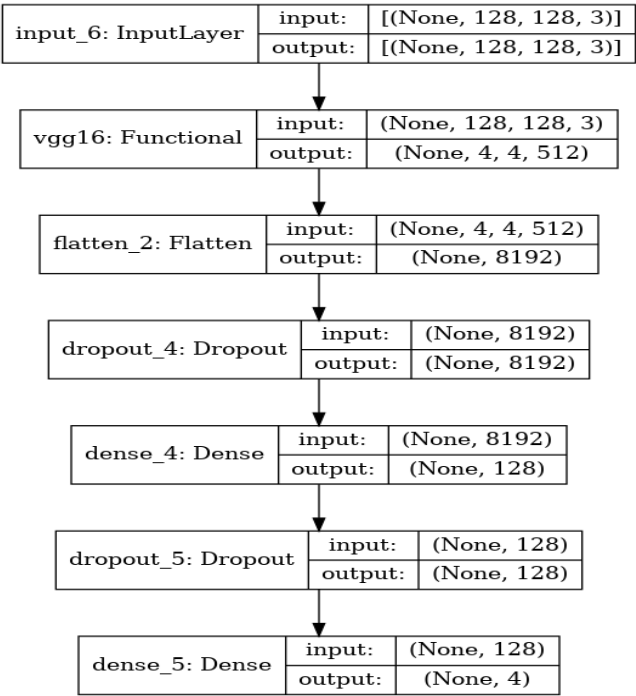 input_6: InputLayer
input: [(None, 128, 128, 3)]
output: [(None, 128, 128, 3)]
vgg16: Functional
input: (None, 128, 128, 3)
output: (None, 4, 4, 512)
flatten_2: Flatten
input: (None, 4, 4, 512)
output: (None, 8192)
dropout_4: Dropout
input: (None, 8192)
output: (None, 8192)
dense_4: Dense
input: (None, 8192)
output: (None, 128)
dropout_5: Dropout
input: (None, 128)
output: (None, 128)
dense_5: Dense
input: (None, 128)
output: (None, 4)